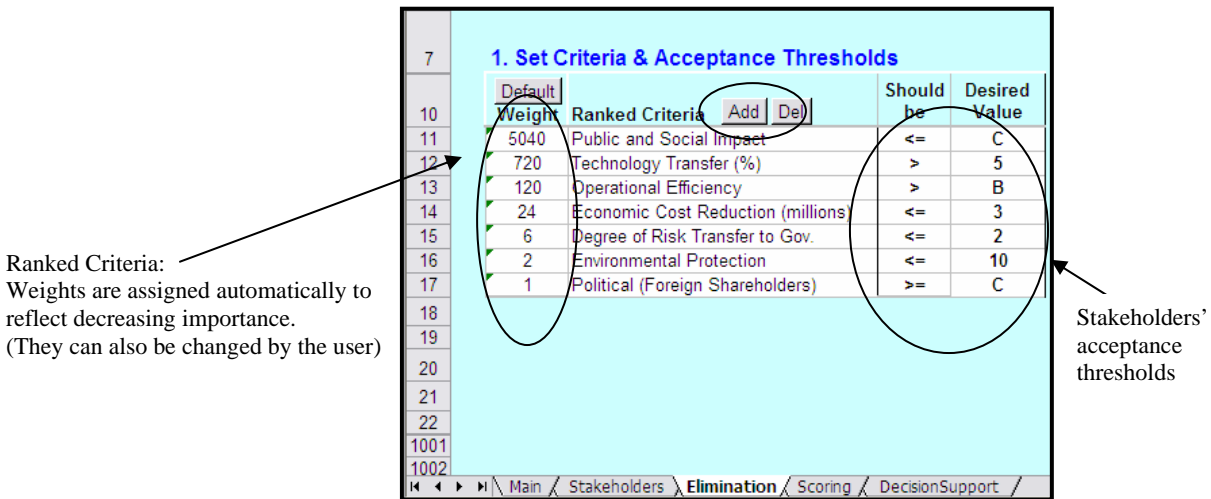 7 1. Set Criteria & Acceptance Thresholds
Default Should Desired
10 Weight Ranked Criteria Add Del be Value
11 5040 Public and Social Impact <= C
12 720 Technology Transfer (%) > 5
13 120 Operational Efficiency > B
14 24 Economic Cost Reduction (millions) <= 3
15 6 Degree of Risk Transfer to Gov. <= 2
16 2 Environmental Protection <= 10
17 1 Political (Foreign Shareholders) >= C
18
19
20
21
22
1001
1002
Main Stakeholders Elimination Scoring DecisionSupport
Ranked Criteria:
Weights are assigned automatically to
reflect decreasing importance.
(They can also be changed by the user)
Stakeholders’
acceptance
thresholds